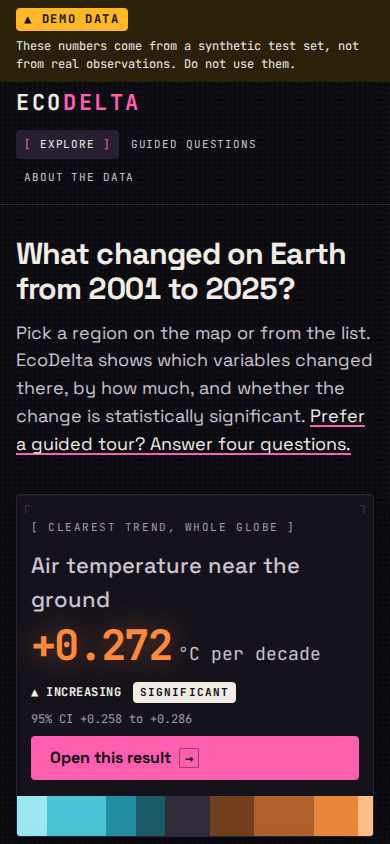 ▲ DEMO DATA
These numbers come from a synthetic test set, not
from real observations. Do not use them.
ECODELTA
[ EXPLORE ] GUIDED QUESTIONS
ABOUT THE DATA
What changed on Earth
from 2001 to 2025?
Pick a region on the map or from the list.
EcoDelta shows which variables changed
there, by how much, and whether the
change is statistically significant. Prefer
a guided tour? Answer four questions.
[ CLEAREST TREND, WHOLE GLOBE ]
Air temperature near the
ground
+0.272 °C per decade
▲ INCREASING SIGNIFICANT
95% CI +0.258 to +0.286
Open this result →